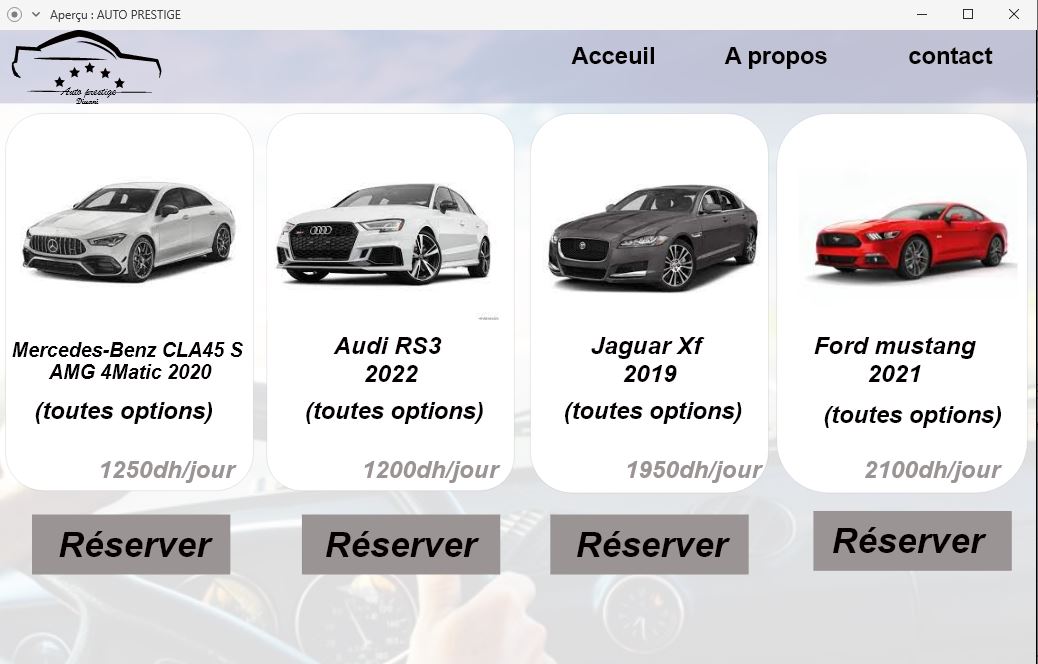 Aperçu : AUTO PRESTIGE
Acceuil
A propos
contact
Auto prestige
Diwani
Mercedes-Benz CLA45 S
AMG 4Matic 2020
(toutes options)
1250dh/jour
Réserver
Audi RS3
2022
(toutes options)
1200dh/jour
Réserver
Jaguar Xf
2019
(toutes options)
1950dh/jour
Réserver
Ford mustang
2021
(toutes options)
2100dh/jour
Réserver